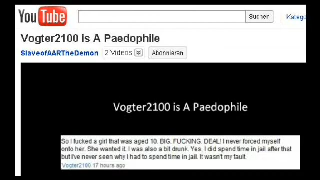 You Tube
Suchen
Kategor
Vogter2100 Is A Paedophile
SlaveofAARTheDemon 2 Videos Abonnieren
Vogter2100 is A Paedophile
So I fucked a girl that was aged 10. BIG. FUCKING. DEAL! I never forced myself
onto her. She wanted it. I was also a bit drunk. Yes, I did spend time in jail after that
but I've never seen why I had to spend time in jail. It wasn't my fault.
Vogter2100 17 hours ago